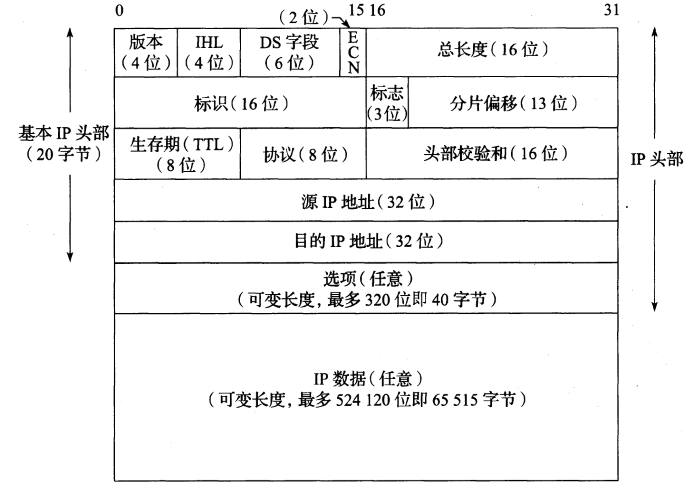 0 (2位) 15 16 31
版本 IHL DS 字段 E C N 总长度(16位)
(4位) (4位) (6位)
标识(16位) 标志 (3位) 分片偏移(13位)
基本 IP 头部
(20字节)
生存期(TTL)
(8位)
协议(8位) 头部校验和(16位)
IP 头部
源 IP 地址(32位)
目的 IP 地址(32位)
选项(任意)
(可变长度, 最多 320 位即 40 字节)
IP 数据(任意)
(可变长度, 最多 524 120 位即 65 515 字节)